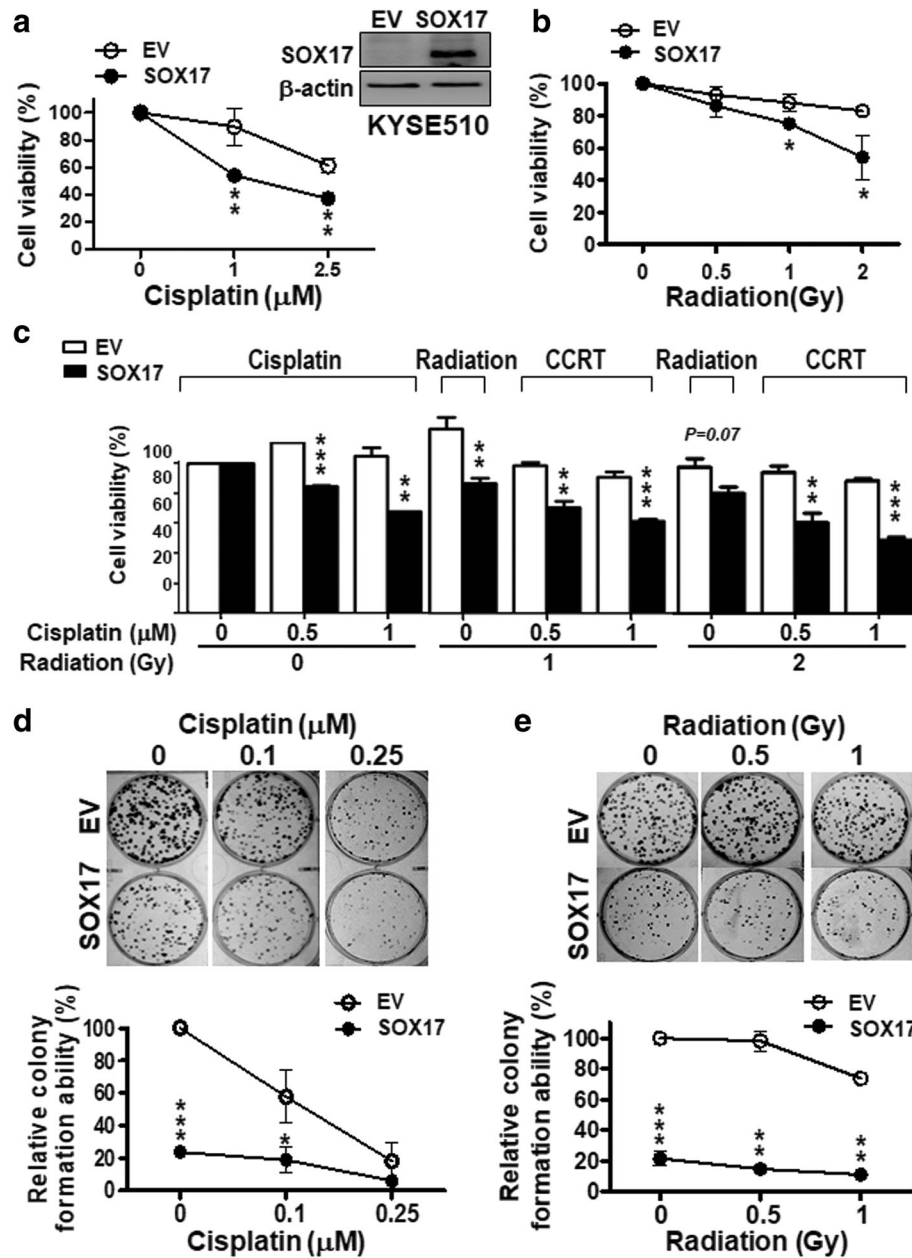 a
EV
SOX17
EV SOX17
SOX17
β-actin
KYSE510
Cell viability (%)
100
80
60
40
20
0
0 1 2.5
* *
* *
Cisplatin (μM)
b
EV
SOX17
Cell viability (%)
100
80
60
40
20
0
0 0.5 1 2
*
*
Radiation(Gy)
c
EV
SOX17
Cisplatin Radiation CCRT Radiation CCRT
Cell viability (%)
100
80
60
40
20
0
*** ** ** ** *** P=0.07 ** ***
Cisplatin (μM) 0 0.5 1 0 0.5 1 0 0.5 1
Radiation (Gy) 0 1 2
d
Cisplatin (μM)
0 0.1 0.25
EV
SOX17
EV
SOX17
Relative colony
formation ability (%)
100
80
60
40
20
0
*** *
0 0.1 0.25
Cisplatin (μM)
e
Radiation (Gy)
0 0.5 1
EV
SOX17
EV
SOX17
Relative colony
formation ability (%)
100
80
60
40
20
0
*** ** **
0 0.5 1
Radiation (Gy)